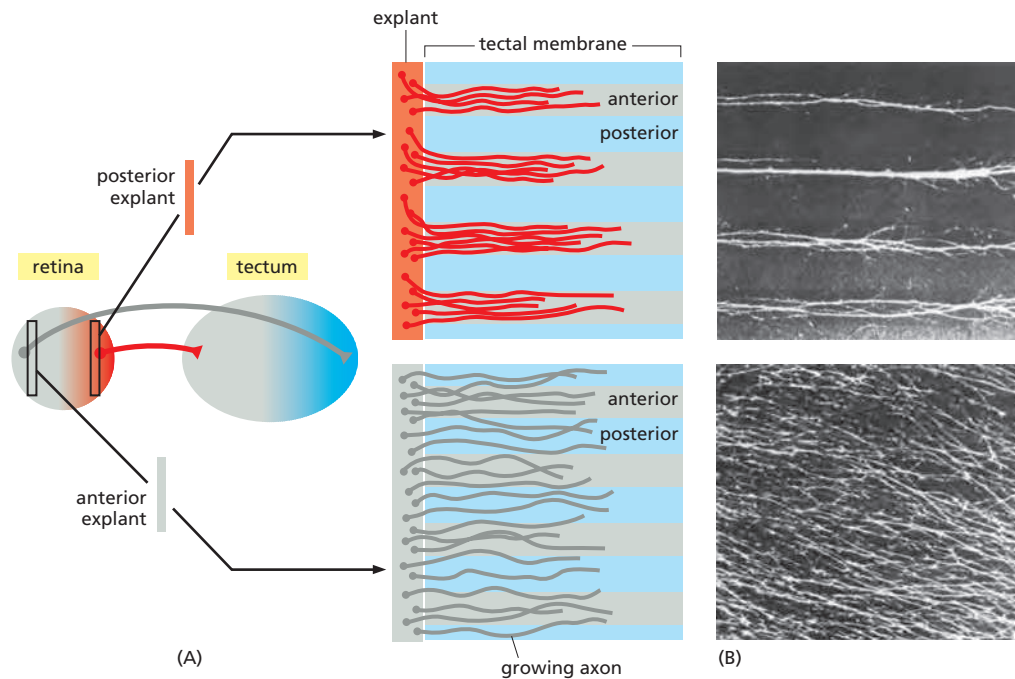 explant
tectal membrane
anterior
posterior
posterior
explant
retina
tectum
anterior
posterior
anterior
explant
growing axon
(A)
(B)